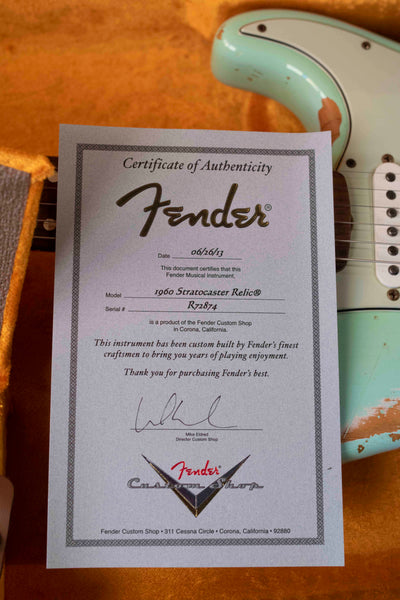 Certificate of Authenticity
Fender®
Date 06/26/13
This document certifies that this
Fender Musical Instrument,
Model 1960 Stratocaster Relic®
Serial # R72874
is a product of the Fender Custom Shop
in Corona, California.
This instrument has been custom built by Fender's finest
craftsmen to bring you years of playing enjoyment.
Thank you for purchasing Fender's best.
Mike Eldred
Director Custom Shop
Fender
Custom Shop
Fender Custom Shop • 311 Cessna Circle • Corona, California • 92880